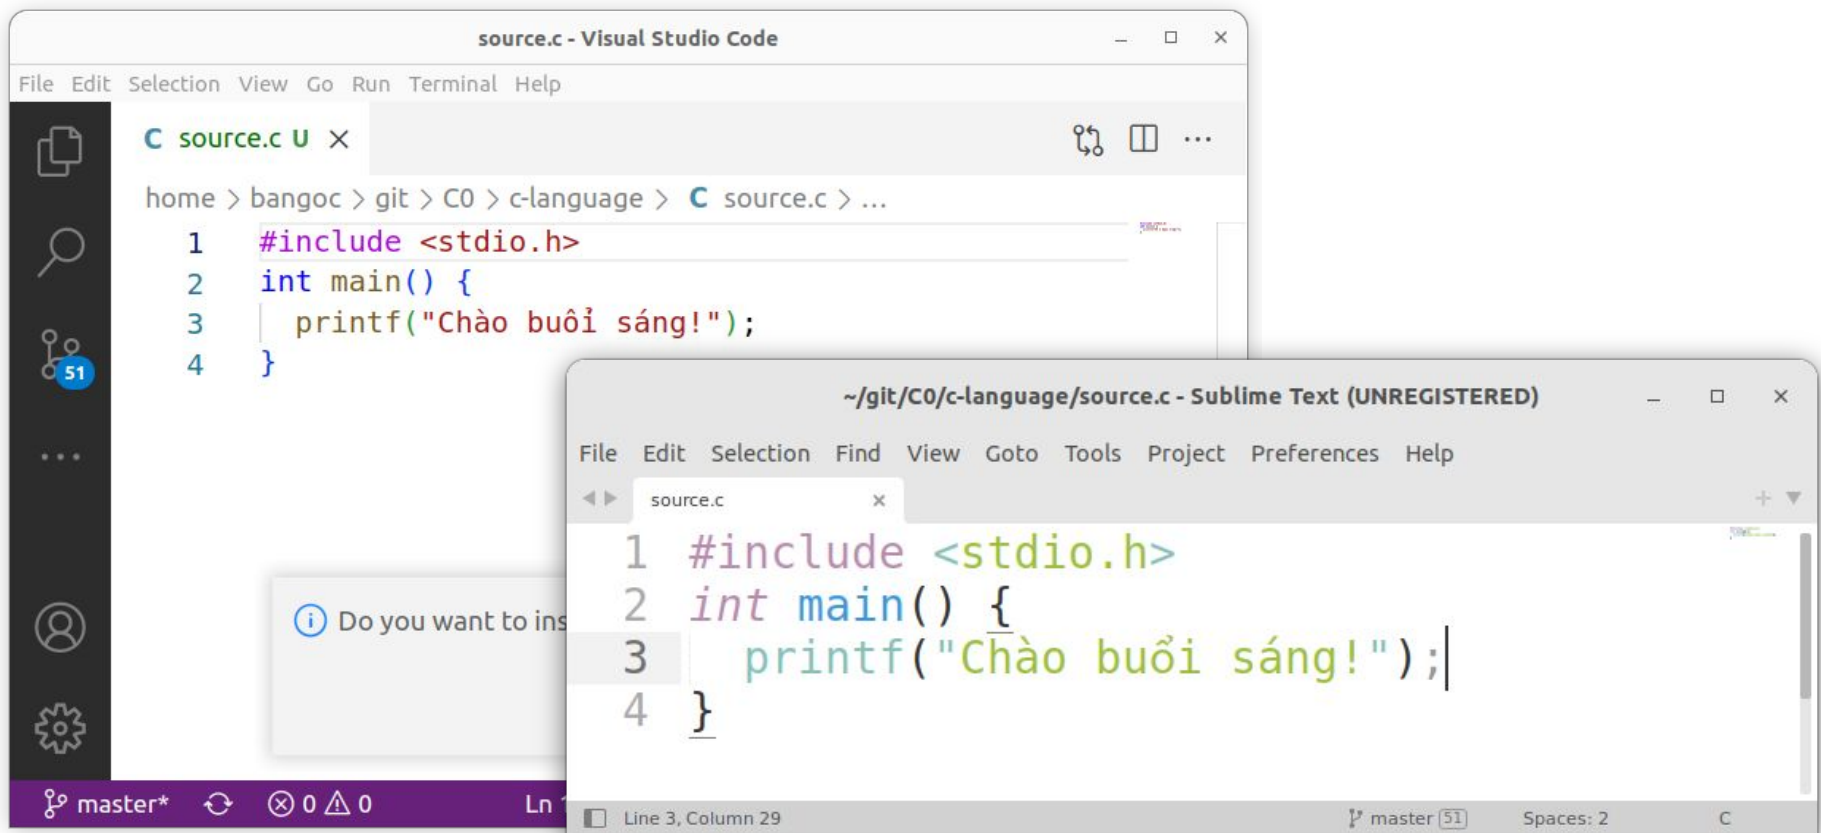 source.c - Visual Studio Code
File Edit Selection View Go Run Terminal Help
C source.c U
home > bangoc > git > C0 > c-language > C source.c > ...
1 #include <stdio.h>
2 int main() {
3 printf("Chào buổi sáng!");
4 }
51
Do you want to ins
master* 0 0 Ln 1
~/git/C0/c-language/source.c - Sublime Text (UNREGISTERED)
File Edit Selection Find View Goto Tools Project Preferences Help
source.c
1 #include <stdio.h>
2 int main() {
3 printf("Chào buổi sáng!");
4 }
Line 3, Column 29 master 51 Spaces: 2 C